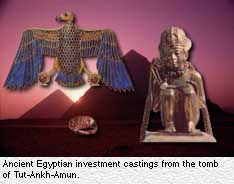 Ancient Egyptian investment castings from the tomb
of Tut-Ankh-Amun.